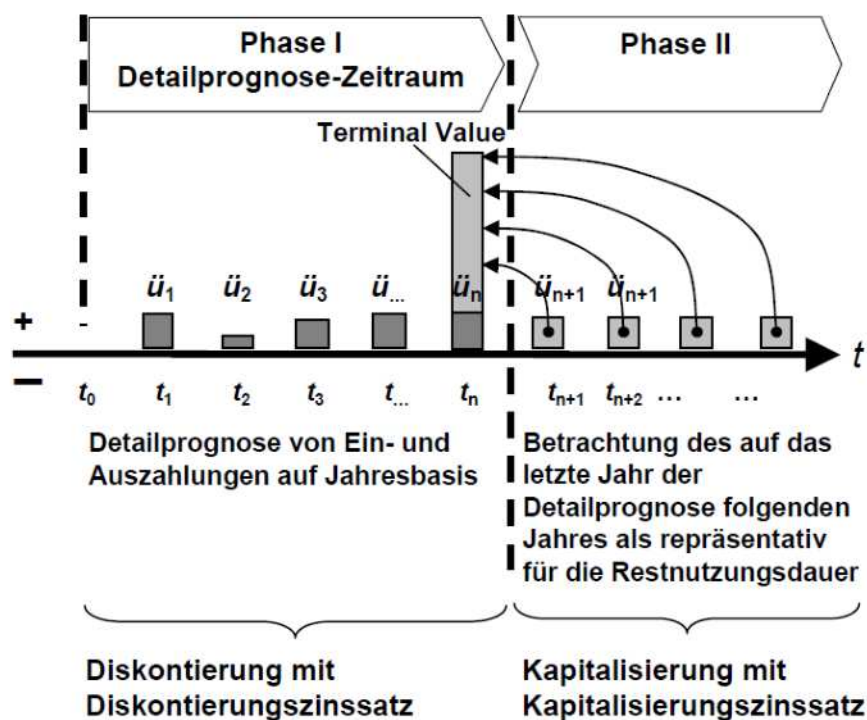 Phase I
Detailprognose-Zeitraum
Phase II
Terminal Value
ü1 ü2 ü3 ü... ün ün+1 ün+1
+
-
t
–
t0 t1 t2 t3 t... tn tn+1 tn+2 ... ...
Detailprognose von Ein- und
Auszahlungen auf Jahresbasis
Betrachtung des auf das
letzte Jahr der
Detailprognose folgenden
Jahres als repräsentativ
für die Restnutzungsdauer
Diskontierung mit
Diskontierungszinssatz
Kapitalisierung mit
Kapitalisierungszinssatz